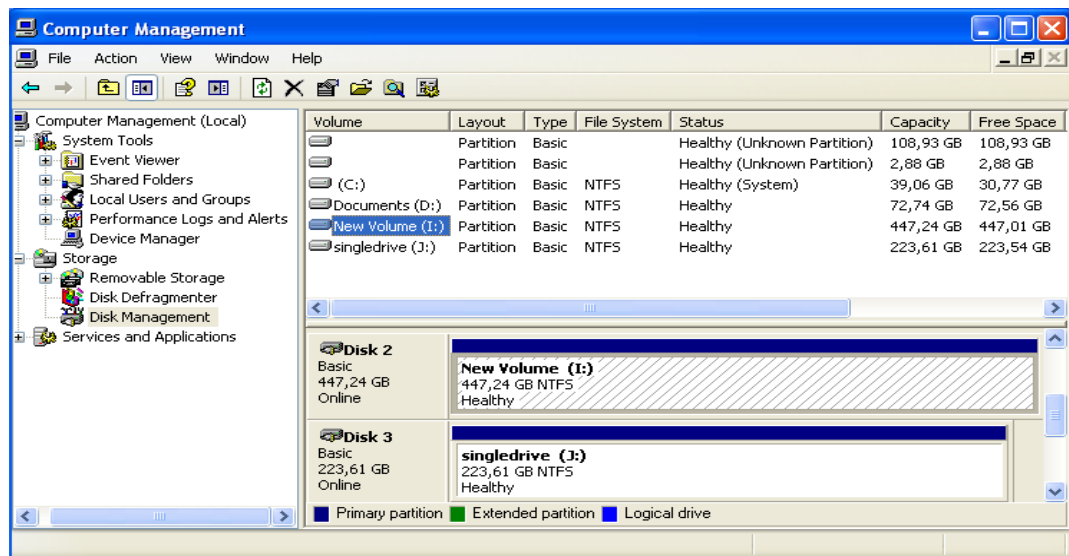 Computer Management
File Action View Window Help
Computer Management (Local)
System Tools
Event Viewer
Shared Folders
Local Users and Groups
Performance Logs and Alerts
Device Manager
Storage
Removable Storage
Disk Defragmenter
Disk Management
Services and Applications
Volume Layout Type File System Status Capacity Free Space
Partition Basic Healthy (Unknown Partition) 108,93 GB 108,93 GB
Partition Basic Healthy (Unknown Partition) 2,88 GB 2,88 GB
(C:) Partition Basic NTFS Healthy (System) 39,06 GB 30,77 GB
Documents (D:) Partition Basic NTFS Healthy 72,74 GB 72,56 GB
New Volume (I:) Partition Basic NTFS Healthy 447,24 GB 447,01 GB
singledrive (J:) Partition Basic NTFS Healthy 223,61 GB 223,54 GB
Disk 2
Basic
447,24 GB
Online
New Volume (I:)
447,24 GB NTFS
Healthy
Disk 3
Basic
223,61 GB
Online
singledrive (J:)
223,61 GB NTFS
Healthy
Primary partition Extended partition Logical drive